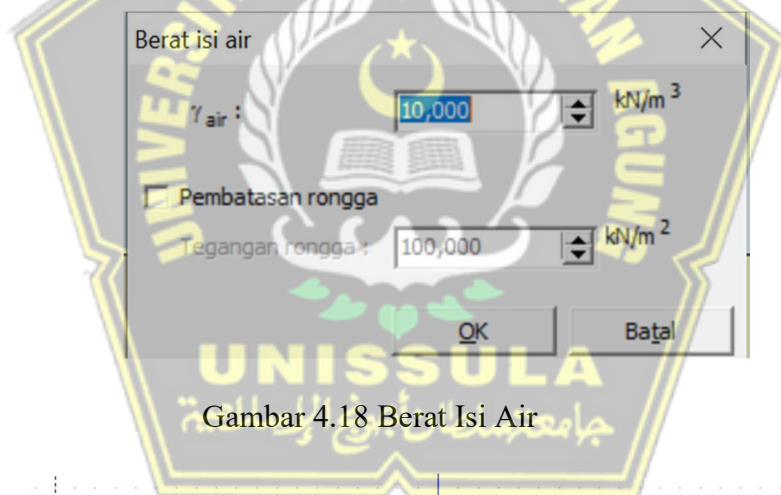 Berat isi air
γ air : 10,000 kN/m 3
Pembatasan rongga
Tegangan rongga : 100,000 kN/m 2
OK Batal
UNISSULA
Gambar 4.18 Berat Isi Air